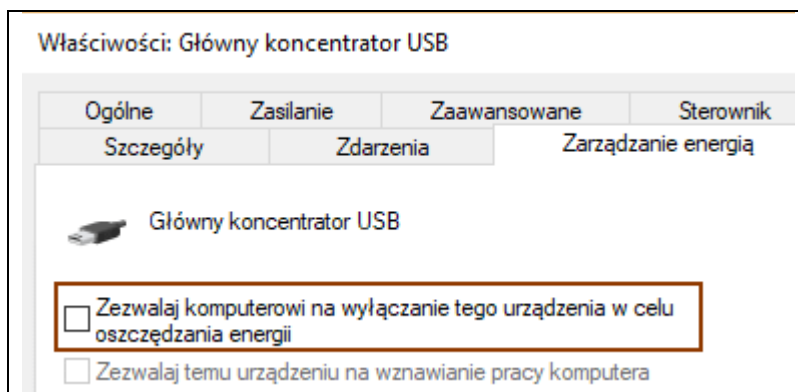 Właściwości: Główny koncentrator USB
Ogólne Zasilanie Zaawansowane Sterownik
Szczegóły Zdarzenia Zarządzanie energią
Główny koncentrator USB
Zezwalaj komputerowi na wyłączanie tego urządzenia w celu
oszczędzania energii
Zezwalaj temu urządzeniu na wznawianie pracy komputera